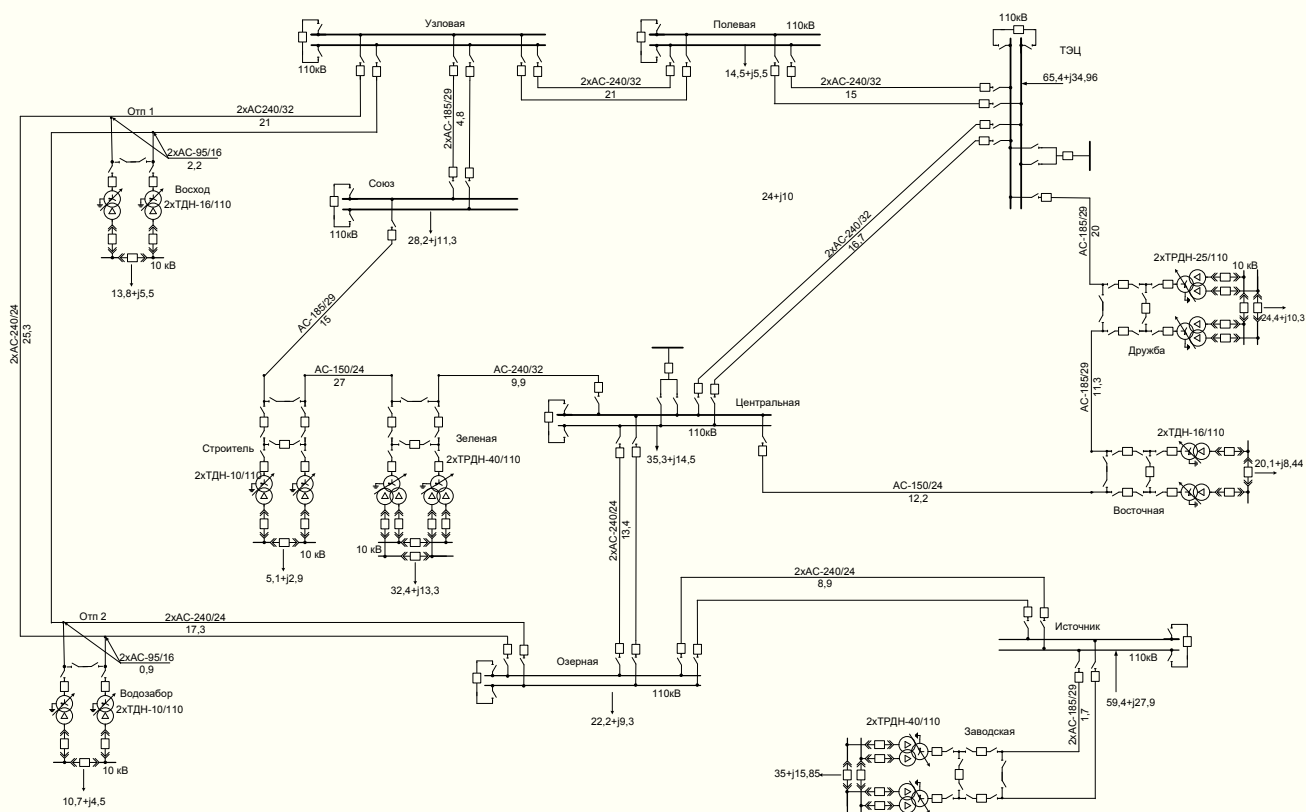 Узловая
Полевая
110кВ
110кВ
ТЭЦ
110кВ
65,4+j34,96
14,5+j5,5
2хАС-240/32
21
2хАС-240/32
15
2хАС240/32
21
Отп 1
2хАС-185/29
4,8
2хАС-95/16
2,2
Восход
2хТДН-16/110
10 кВ
13,8+j5,5
Союз
110кВ
28,2+j11,3
24+j10
2хАС-240/32
16,7
АС-185/29
20
2хТРДН-25/110
10 кВ
24,4+j10,3
Дружба
2хАС-240/24
25,3
АС-185/29
15
АС-185/29
11,3
АС-150/24
27
АС-240/32
9,9
Центральная
110кВ
35,3+j14,5
Строитель
2хТДН-10/110
Зеленая
2хТРДН-40/110
2хТДН-16/110
20,1+j8,44
АС-150/24
12,2
Восточная
10 кВ
10 кВ
5,1+j2,9
32,4+j13,3
2хАС-240/24
13,4
2хАС-240/24
8,9
Отп 2
2хАС-240/24
17,3
2хАС-95/16
0,9
Источник
110кВ
Озерная
110кВ
Водозабор
2хТДН-10/110
22,2+j9,3
59,4+j27,9
2хАС-185/29
1,7
2хТРДН-40/110
Заводская
10 кВ
35+j15,85
10,7+j4,5